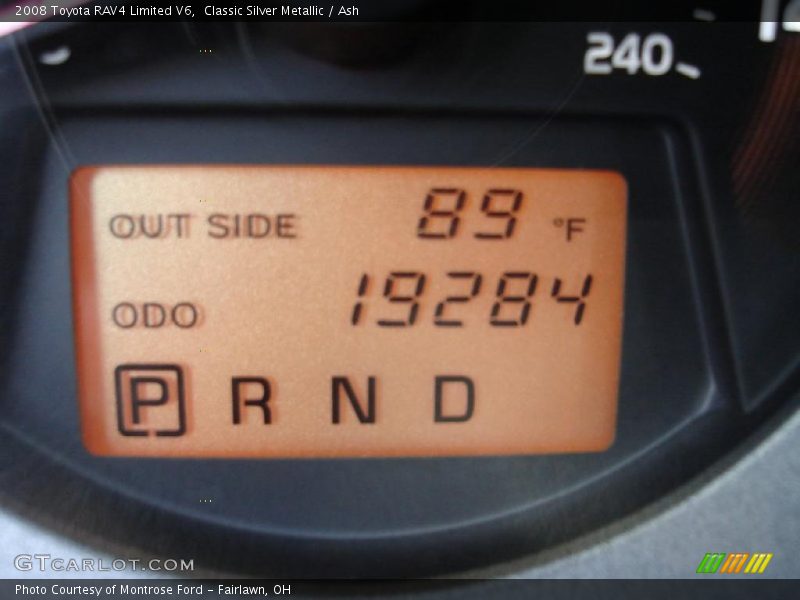 2008 Toyota RAV4 Limited V6,  Classic Silver Metallic / Ash
240
OUT SIDE 89 °F
ODO 19284
P R N D
GTCARLOT.COM
Photo Courtesy of Montrose Ford – Fairlawn, OH